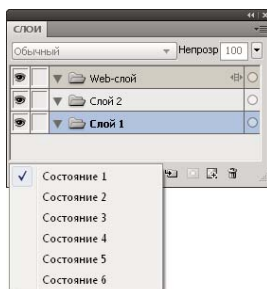 СЛОИ
Обычный Непрозр 100
Web-слой
Слой 2
Слой 1
Состояние 1
Состояние 2
Состояние 3
Состояние 4
Состояние 5
Состояние 6